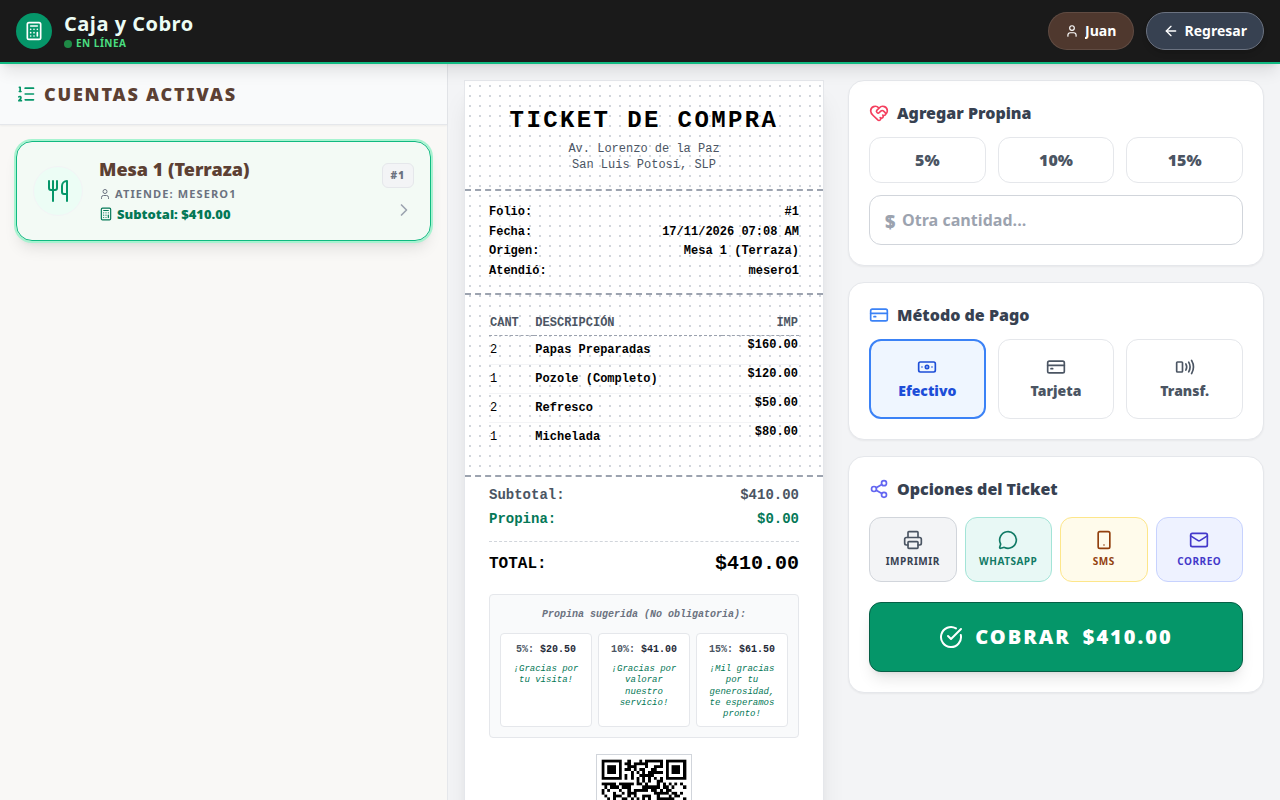 Caja y Cobro
EN LÍNEA
Juan
Regresar
CUENTAS ACTIVAS
Mesa 1 (Terraza)
#1
ATIENDE: MESERO1
Subtotal: $410.00
TICKET DE COMPRA
Av. Lorenzo de la Paz
San Luis Potosí, SLP
Folio: #1
Fecha: 17/11/2026 07:08 AM
Origen: Mesa 1 (Terraza)
Atendió: mesero1
CANT DESCRIPCIÓN IMP
2 Papas Preparadas $160.00
1 Pozole (Completo) $120.00
2 Refresco $50.00
1 Michelada $80.00
Subtotal: $410.00
Propina: $0.00
TOTAL: $410.00
Propina sugerida (No obligatoria):
5%: $20.50
¡Gracias por
tu visita!
10%: $41.00
¡Gracias por
valorar
nuestro
servicio!
15%: $61.50
¡Mil gracias
por tu
generosidad,
te esperamos
pronto!
Agregar Propina
5% 10% 15%
$ Otra cantidad...
Método de Pago
Efectivo Tarjeta Transf.
Opciones del Ticket
IMPRIMIR WHATSAPP SMS CORREO
COBRAR $410.00